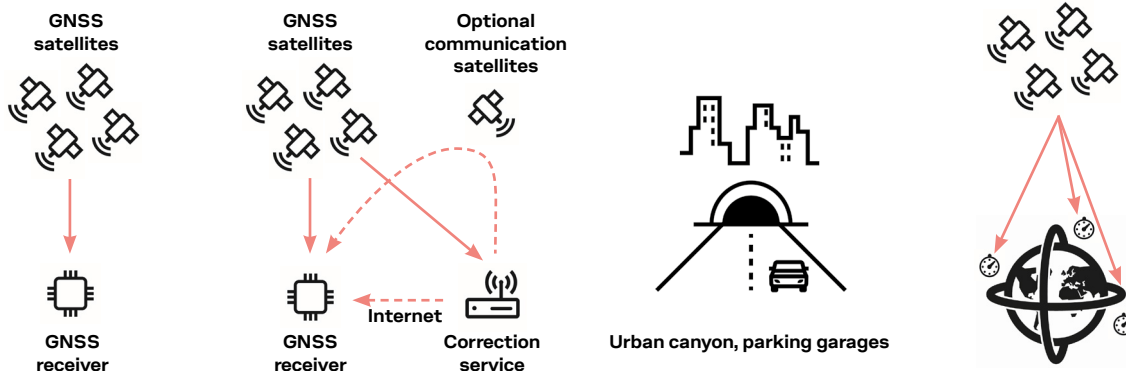 GNSS
satellites
GNSS
receiver
GNSS
satellites
Optional
communication
satellites
Internet
GNSS
receiver
Correction
service
Urban canyon, parking garages